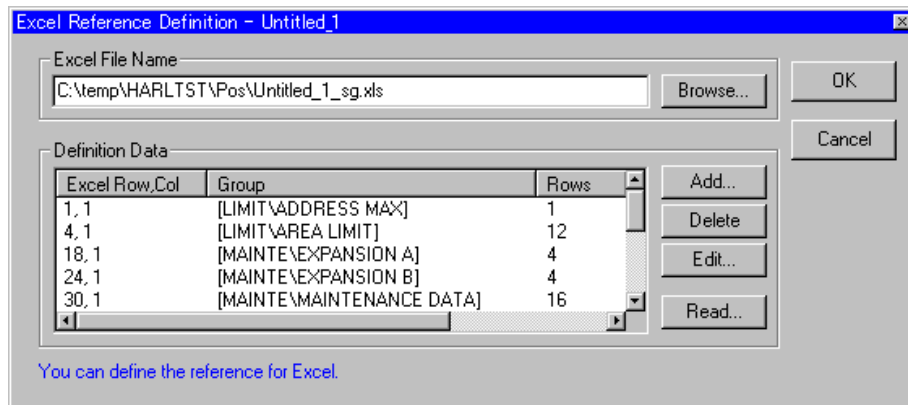 Excel Reference Definition - Untitled_1
Excel File Name
C:\temp\HARLTST\Pos\Untitled_1_sg.xls
Browse...
OK
Cancel
Definition Data
Excel Row,Col Group Rows
1, 1 [LIMIT\ADDRESS MAX] 1
4, 1 [LIMIT\AREA LIMIT] 12
18, 1 [MAINTE\EXPANSION A] 4
24, 1 [MAINTE\EXPANSION B] 4
30, 1 [MAINTE\MAINTENANCE DATA] 16
Add...
Delete
Edit...
Read...
You can define the reference for Excel.